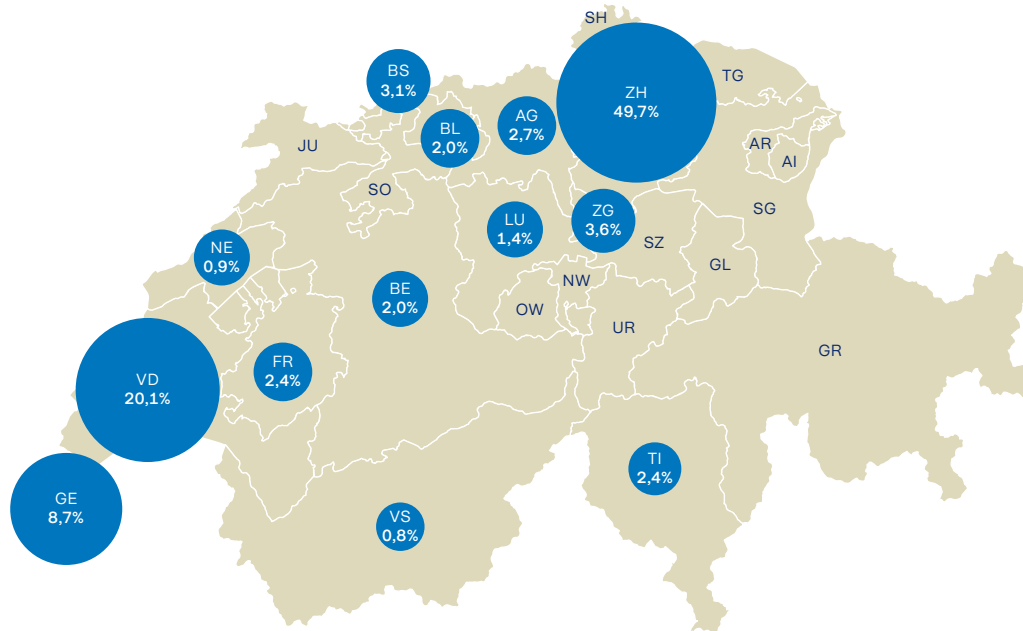 SH
BS
3,1%
TG
ZH
49,7%
AG
2,7%
BL
2,0%
JU
AR
AI
SO
SG
LU
1,4%
ZG
3,6%
SZ
NE
0,9%
GL
BE
2,0%
NW
OW
UR
GR
FR
2,4%
VD
20,1%
TI
2,4%
GE
8,7%
VS
0,8%